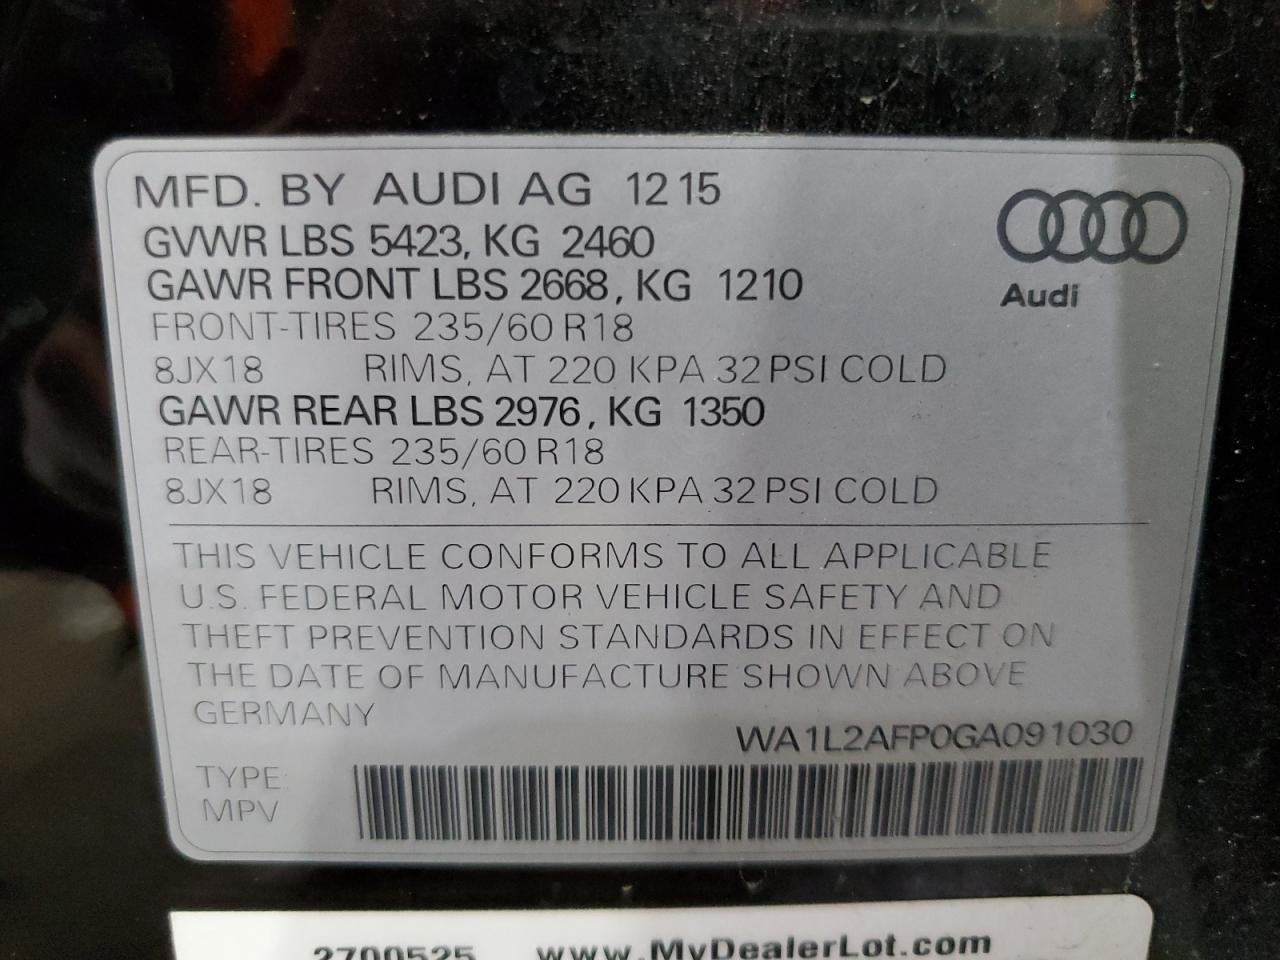 MFD. BY AUDI AG 12 15
GVWR LBS 5423, KG 2460
GAWR FRONT LBS 2668, KG 1210
FRONT-TIRES 235/60 R18
8JX18 RIMS, AT 220 KPA 32 PSI COLD
GAWR REAR LBS 2976, KG 1350
REAR-TIRES 235/60 R18
8JX18 RIMS, AT 220 KPA 32 PSI COLD
Audi
THIS VEHICLE CONFORMS TO ALL APPLICABLE
U.S. FEDERAL MOTOR VEHICLE SAFETY AND
THEFT PREVENTION STANDARDS IN EFFECT ON
THE DATE OF MANUFACTURE SHOWN ABOVE
GERMANY
WA1L2AFP0GA091030
TYPE:
MPV
2700525 www.MyDealerLot.com